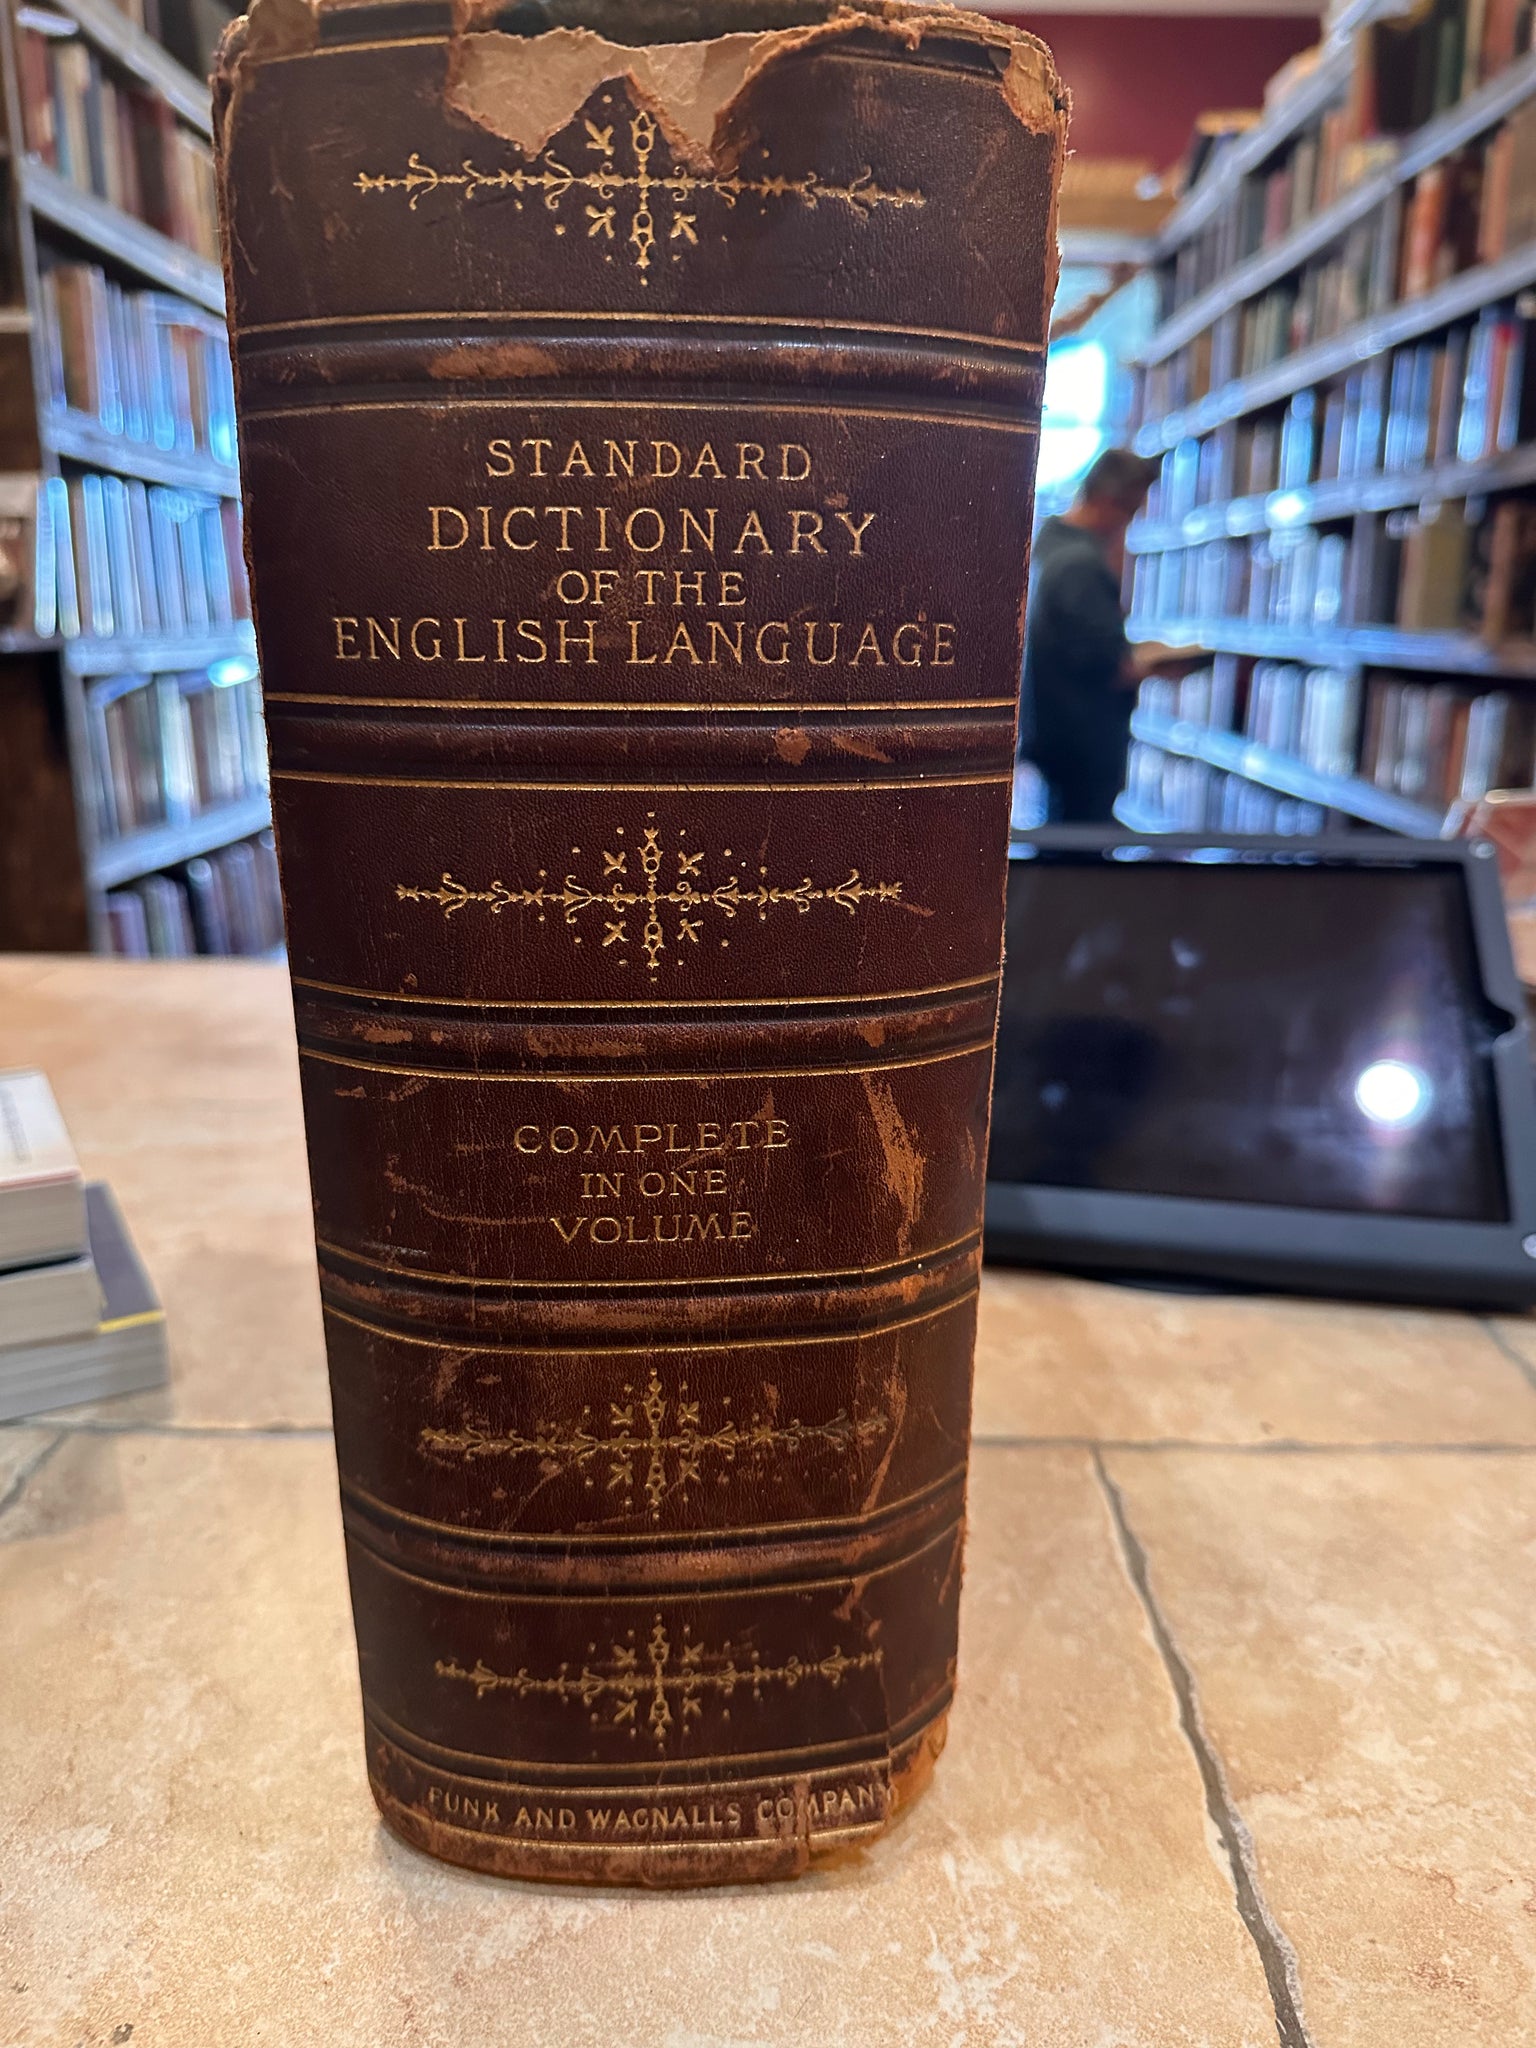 STANDARD
DICTIONARY
OF THE
ENGLISH LANGUAGE
COMPLETE
IN ONE
VOLUME
FUNK AND WAGNALLS COMPANY